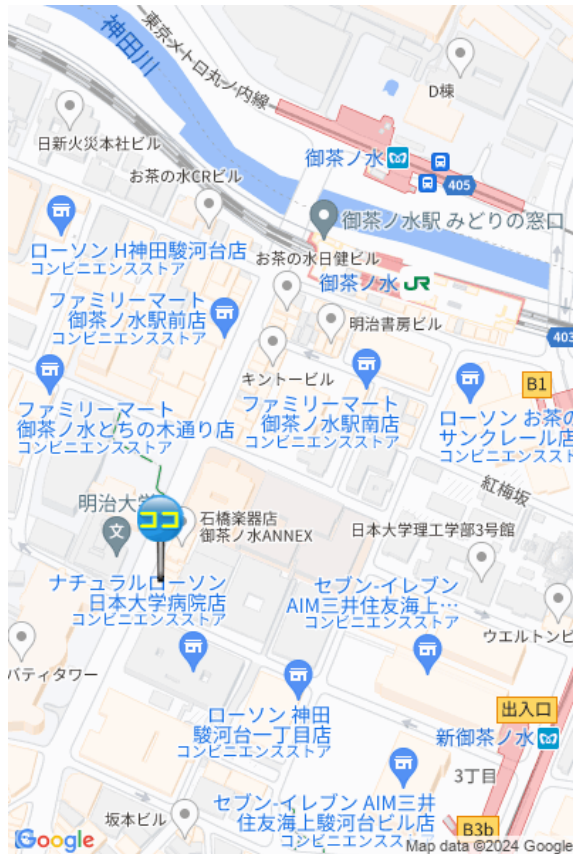 神田川
東京メトロ丸ノ内線
D棟
日新火災本社ビル
御茶ノ水
405
お茶の水CRビル
御茶ノ水駅 みどりの窓口
ローソン H神田駿河台店
コンビニエンスストア
お茶の水日健ビル
御茶ノ水 JR
ファミリーマート
御茶ノ水駅前店
コンビニエンスストア
明治書房ビル
403
キントービル
B1
ファミリーマート
御茶ノ水とちの木通り店
コンビニエンスストア
ファミリーマート
御茶ノ水駅南店
コンビニエンスストア
ローソン お茶の
サンクレール店
コンビニエンススト
紅梅坂
明治大学
文
ココ
石橋楽器店
御茶ノ水ANNEX
日本大学理工学部3号館
ナチュラルローソン
日本大学病院店
コンビニエンスストア
セブン-イレブン
AIM三井住友海上…
コンビニエンスストア
ウエルトンビ
バティタワー
ローソン 神田
駿河台一丁目店
コンビニエンスストア
出入口
新御茶ノ水
3丁目
セブン-イレブン AIM三井
住友海上駿河台ビル店
コンビニエンスストア
坂本ビル
B3b
Google
Map data ©2024 Google